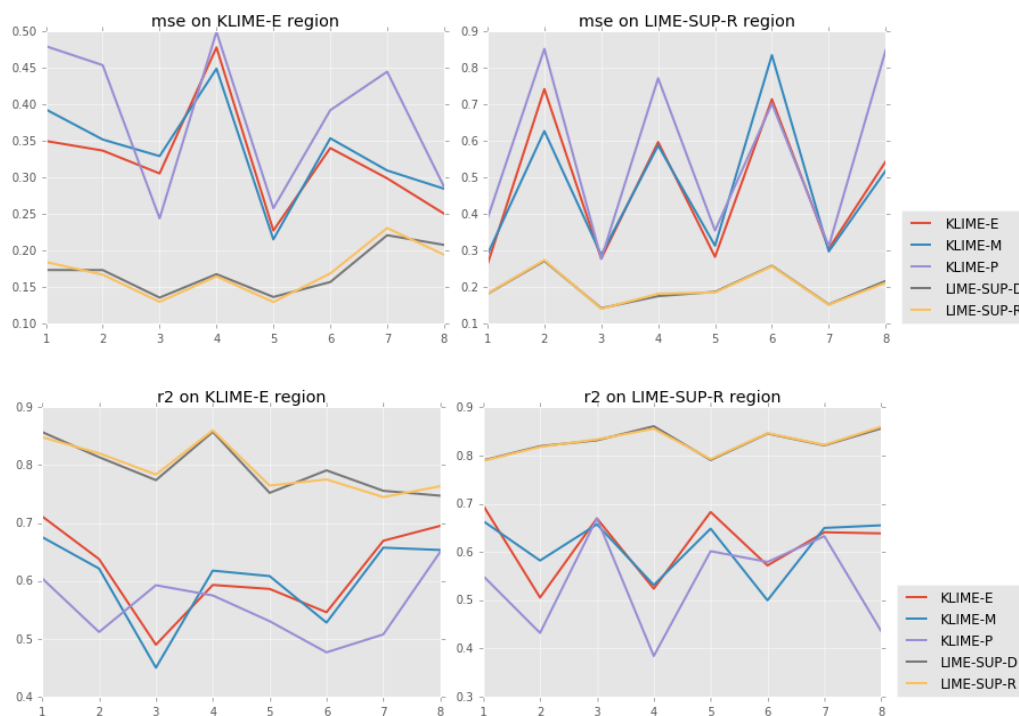 mse on KLIME-E region
0.50
0.45
0.40
0.35
0.30
0.25
0.20
0.15
0.10
1 2 3 4 5 6 7 8
mse on LIME-SUP-R region
0.9
0.8
0.7
0.6
0.5
0.4
0.3
0.2
0.1
1 2 3 4 5 6 7 8
KLIME-E
KLIME-M
KLIME-P
LIME-SUP-D
LIME-SUP-R
r2 on KLIME-E region
0.9
0.8
0.7
0.6
0.5
0.4
1 2 3 4 5 6 7 8
r2 on LIME-SUP-R region
0.9
0.8
0.7
0.6
0.5
0.4
0.3
1 2 3 4 5 6 7 8
KLIME-E
KLIME-M
KLIME-P
LIME-SUP-D
LIME-SUP-R